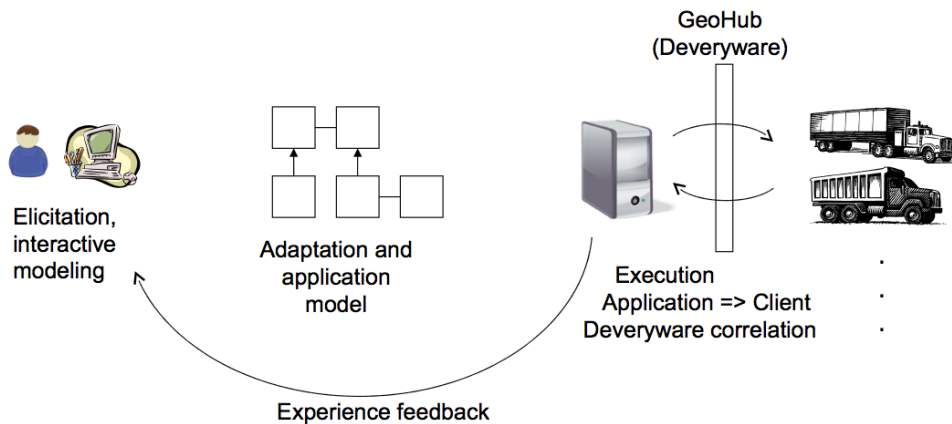 GeoHub
(Deveryware)
Elicitation,
interactive
modeling
Adaptation and
application
model
Execution
Application => Client
Deveryware correlation
Experience feedback